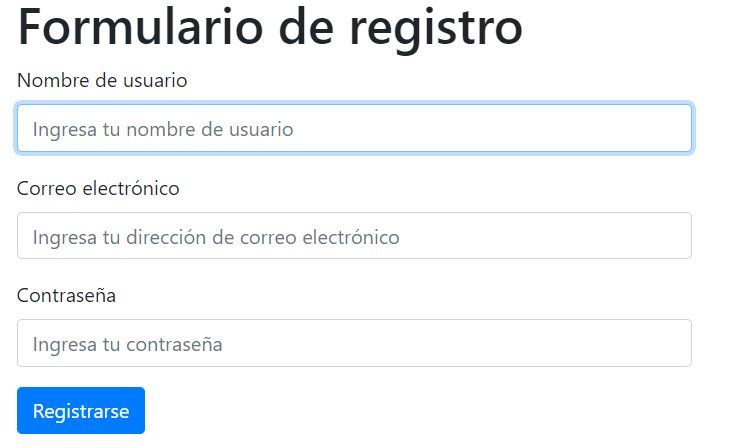 Formulario de registro
Nombre de usuario
Ingresa tu nombre de usuario
Correo electrónico
Ingresa tu dirección de correo electrónico
Contraseña
Ingresa tu contraseña
Registrarse